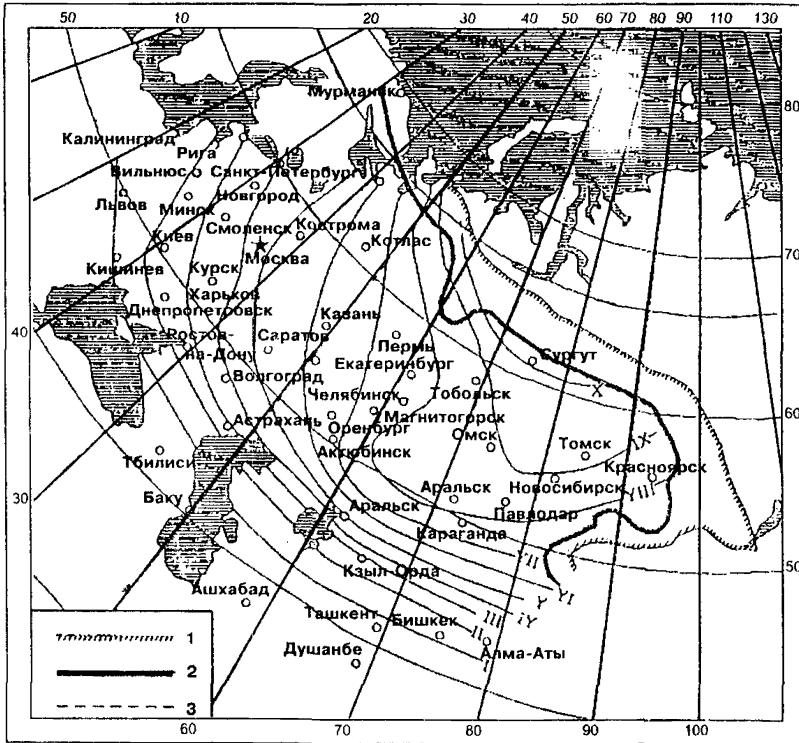 50 10 20 30 40 50 60 70 80 90 110 130
Мурманск
80
Калининград
Рига
Вильнюс Санкт-Петербург
Львов Новгород
Минск
Смоленск Кострома
Киев Котлас
Москва
70
Кишинев Курск
Харьков
Днепропетровск Казань
40
Ростов-
на-Дону Саратов Пермь Сургут
Екатеринбург
Волгоград X
Челябинск Тобольск
60
Астрахань Магнитогорск
Оренбург Омск Томск IX
Тбилиси Актюбинск Красноярск
30
Баку Аральск Аральск Новосибирск YIII
Павлодар
Караганда
YII
50
Кзыл-Орда YI
Y
Ашхабад iY
III
Ташкент Бишкек II
1
Алма-Аты
I
Душанбе
2
3
60 70 80 90 100